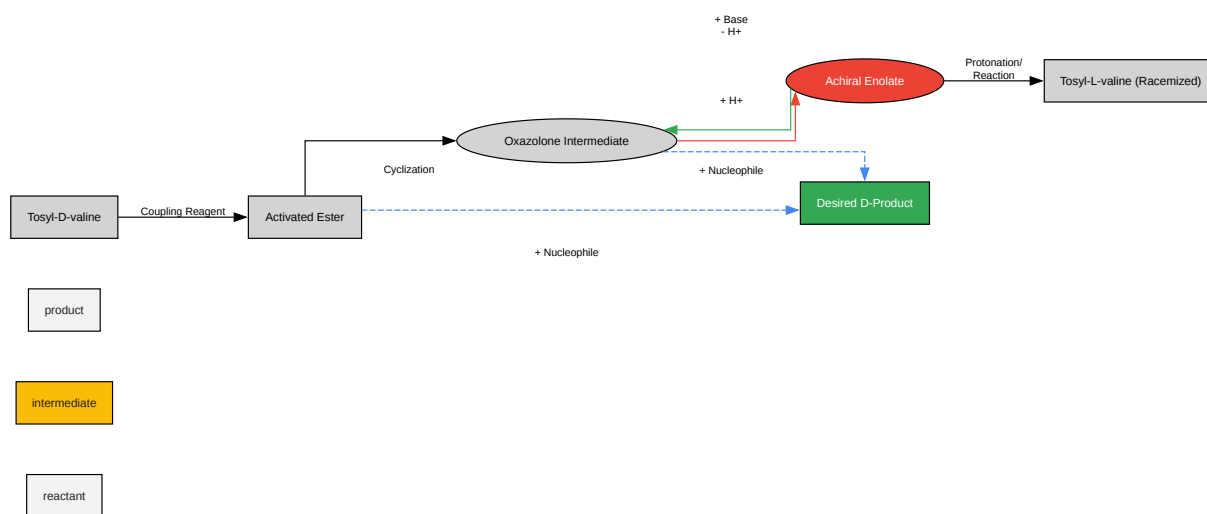 + Base
- H+
Achiral Enolate
Protonation/
Reaction
Tosyl-L-valine (Racemized)
+ H+
Oxazolone Intermediate
Cyclization
+ Nucleophile
Tosyl-D-valine
Coupling Reagent
Activated Ester
Desired D-Product
+ Nucleophile
product
intermediate
reactant